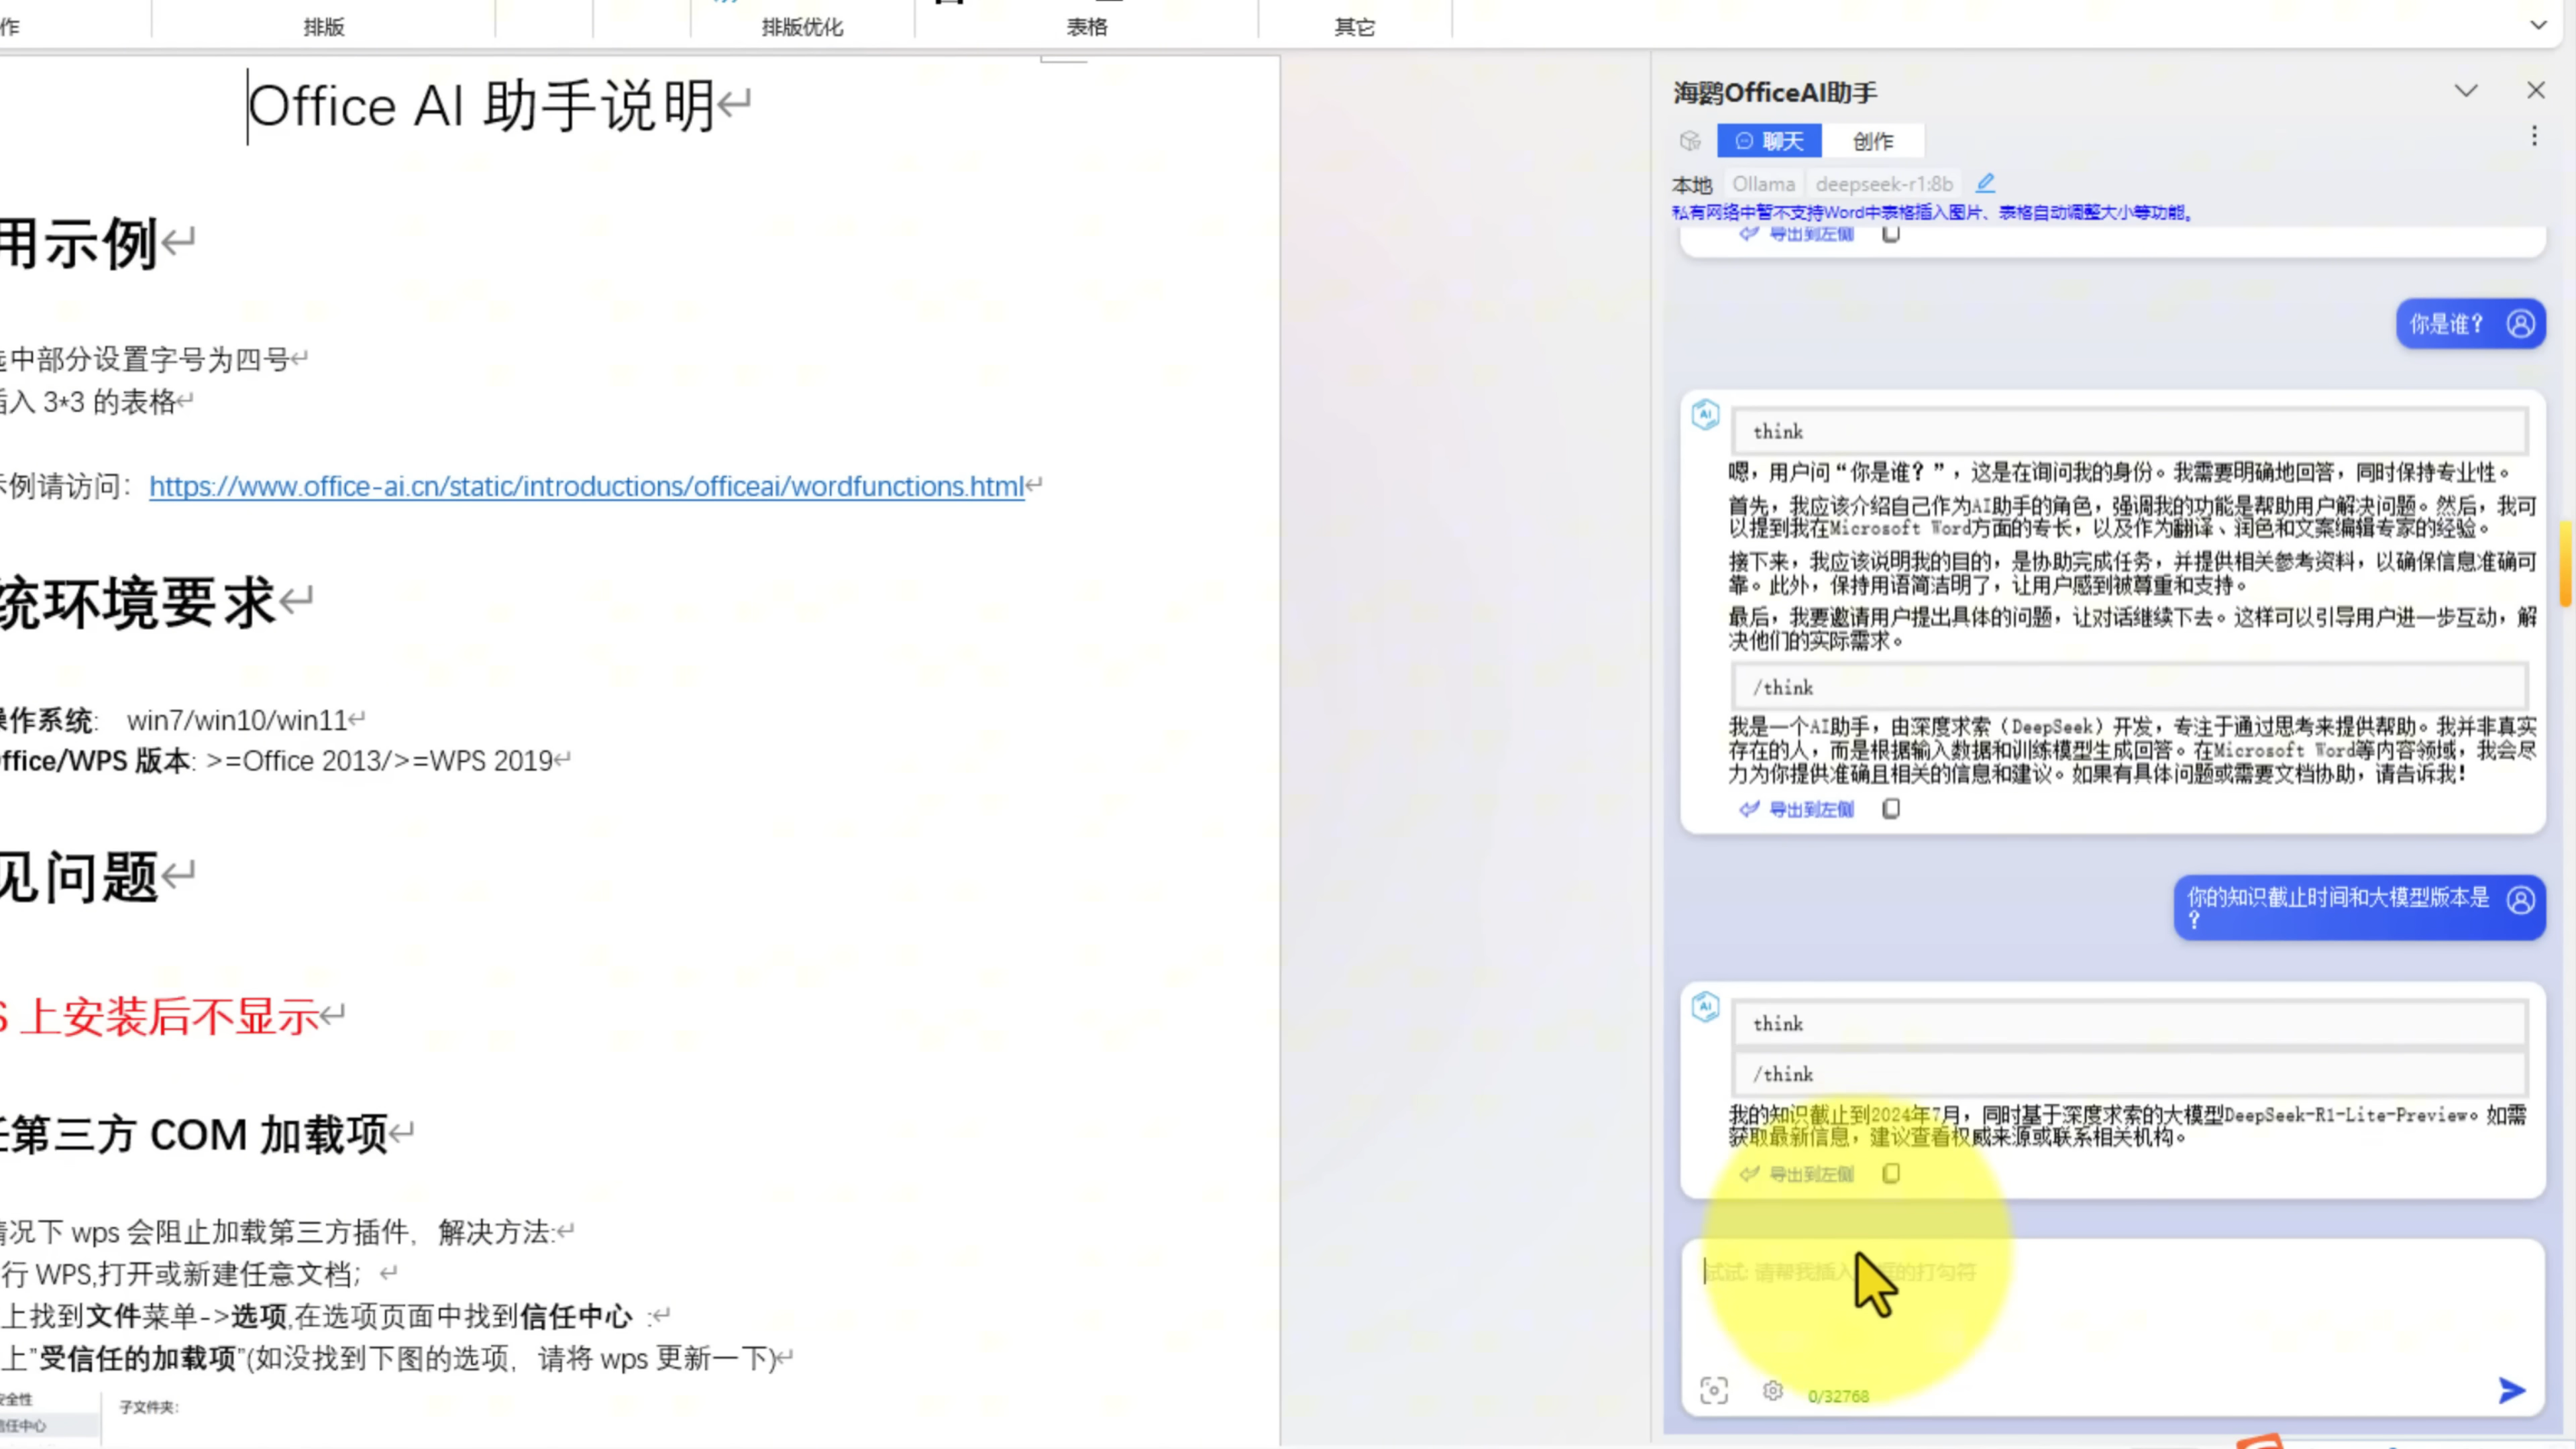 作
排版
排版优化
表格
其它
Office AI 助手说明
用示例
选中部分设置字号为四号
插入 3*3 的表格
示例请访问：https://www.office-ai.cn/static/introductions/officeai/wordfunctions.html
统环境要求
操作系统: win7/win10/win11
ffice/WPS 版本: >=Office 2013/>=WPS 2019
见问题
S 上安装后不显示
任第三方 COM 加载项
情况下 wps 会阻止加载第三方插件，解决方法:
行 WPS,打开或新建任意文档；
上找到文件菜单->选项,在选项页面中找到信任中心 :
上"受信任的加载项"(如没找到下图的选项，请将 wps 更新一下)
安全性
信任中心
子文件夹:
海鹦OfficeAI助手
聊天
创作
本地 Ollama deepseek-r1:8b
私有网络中暂不支持Word中表格插入图片、表格自动调整大小等功能。
导出到左侧
你是谁?
think
嗯，用户问“你是谁？”，这是在询问我的身份。我需要明确地回答，同时保持专业性。
首先，我应该介绍自己作为AI助手的角色，强调我的功能是帮助用户解决问题。然后，我可
以提到我在Microsoft Word方面的专长，以及作为翻译、润色和文案编辑专家的经验。
接下来，我应该说明我的目的，是协助完成任务，并提供相关参考资料，以确保信息准确可
靠。此外，保持用语简洁明了，让用户感到被尊重和支持。
最后，我要邀请用户提出具体的问题，让对话继续下去。这样可以引导用户进一步互动，解
决他们的实际需求。
/think
我是一个AI助手，由深度求索（DeepSeek）开发，专注于通过思考来提供帮助。我并非真实
存在的人，而是根据输入数据和训练模型生成回答。在Microsoft Word等内容领域，我会尽
力为你提供准确且相关的信息和建议。如果有具体问题或需要文档协助，请告诉我！
导出到左侧
你的知识截止时间和大模型版本是
?
think
/think
我的知识截止到2024年7月，同时基于深度求索的大模型DeepSeek-R1-Lite-Preview。如需
获取最新信息，建议查看权威来源或联系相关机构。
导出到左侧
试试: 请帮我插入 框的打勾符
0/32768